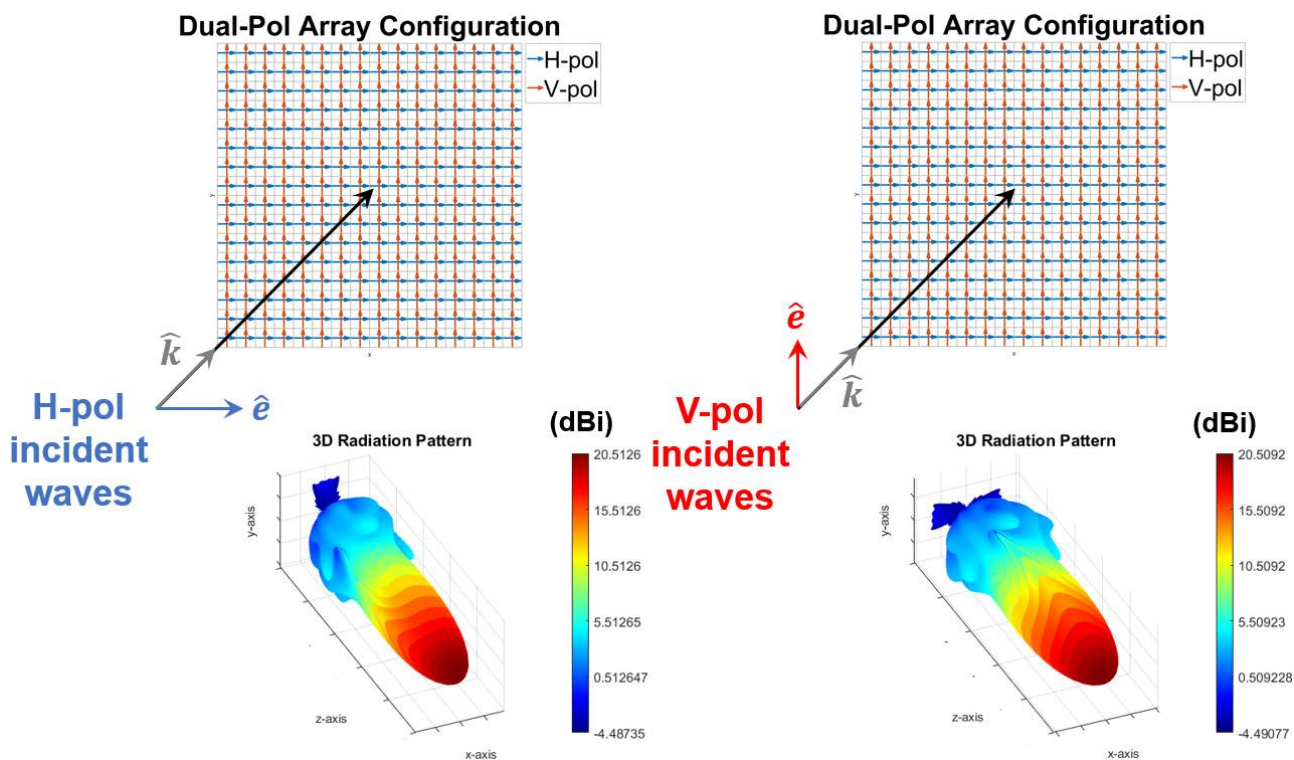 Dual-Pol Array Configuration
H-pol
V-pol
y
x
k̂
ê
H-pol
incident
waves
(dBi)
3D Radiation Pattern
20.5126
15.5126
10.5126
5.51265
0.512647
-4.48735
y-axis
z-axis
x-axis
Dual-Pol Array Configuration
H-pol
V-pol
y
x
ê
k̂
V-pol
incident
waves
(dBi)
3D Radiation Pattern
20.5092
15.5092
10.5092
5.50923
0.509228
-4.49077
y-axis
z-axis
x-axis